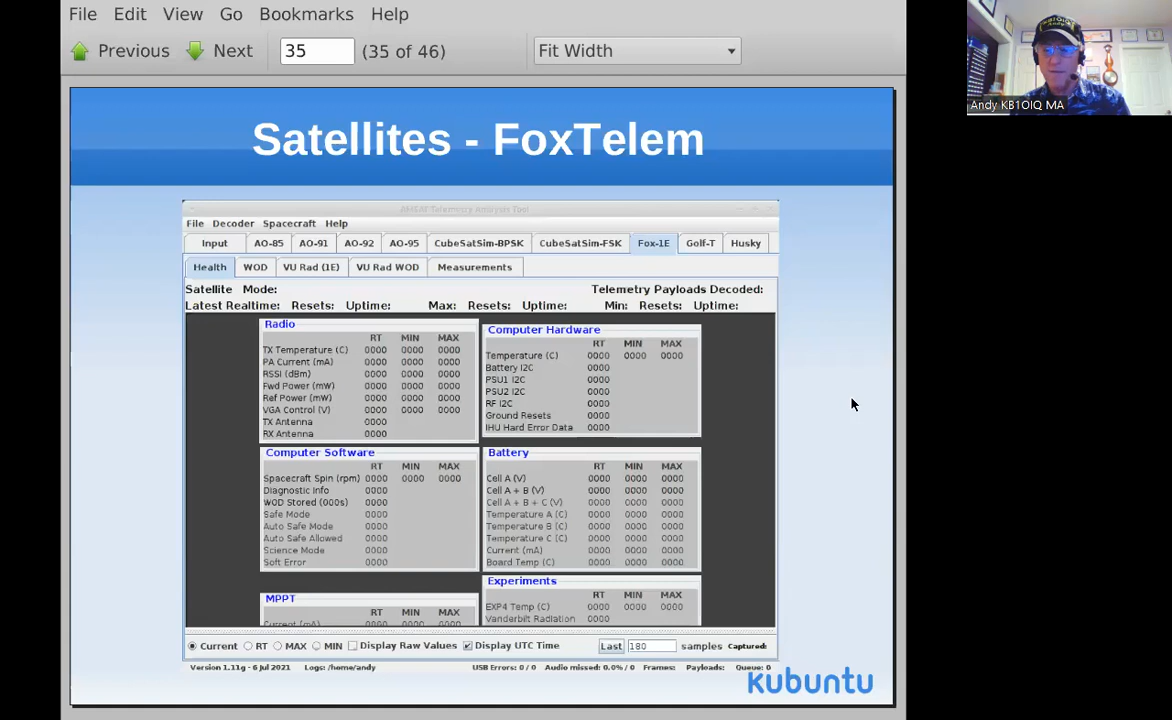 File Edit View Go Bookmarks Help
Previous Next 35 (35 of 46) Fit Width
Andy KB1OIQ MA
Satellites - FoxTelem
AMSAT Telemetry Analysis Tool
File Decoder Spacecraft Help
Input AO-85 AO-91 AO-92 AO-95 CubeSatSim-BPSK CubeSatSim-FSK Fox-1E Golf-T Husky
Health WOD VU Rad (1E) VU Rad WOD Measurements
Satellite Mode: Telemetry Payloads Decoded:
Latest Realtime: Resets: Uptime: Max: Resets: Uptime: Min: Resets: Uptime:
Radio
RT MIN MAX
TX Temperature (C) 0000 0000 0000
PA Current (mA) 0000 0000 0000
RSSI (dBm) 0000 0000 0000
Fwd Power (mW) 0000 0000 0000
Ref Power (mW) 0000 0000 0000
VGA Control (V) 0000 0000 0000
TX Antenna 0000
RX Antenna 0000
Computer Hardware
RT MIN MAX
Temperature (C) 0000 0000 0000
Battery I2C 0000
PSU1 I2C 0000
PSU2 I2C 0000
RF I2C 0000
Ground Resets 0000
IHU Hard Error Data 0000
Computer Software
RT MIN MAX
Spacecraft Spin (rpm) 0000 0000 0000
Diagnostic Info 0000
WOD Stored (000s) 0000
Safe Mode 0000
Auto Safe Mode 0000
Auto Safe Allowed 0000
Science Mode 0000
Soft Error 0000
Battery
RT MIN MAX
Cell A (V) 0000 0000 0000
Cell A + B (V) 0000 0000 0000
Cell A + B + C (V) 0000 0000 0000
Temperature A (C) 0000 0000 0000
Temperature B (C) 0000 0000 0000
Temperature C (C) 0000 0000 0000
Current (mA) 0000 0000 0000
Board Temp (C) 0000 0000 0000
MPPT
RT MIN MAX
Current (mA) 0000 0000 0000
Experiments
RT MIN MAX
EXP4 Temp (C) 0000 0000 0000
Vanderbilt Radiation 0000 0000 0000
Current RT MAX MIN Display Raw Values Display UTC Time Last 180 samples Captured:
Version 1.11g - 6 Jul 2021 Logs: /home/andy USB Errors: 0 / 0 Audio missed: 0.0% / 0 Frames: Payloads: Queue: 0
kubuntu